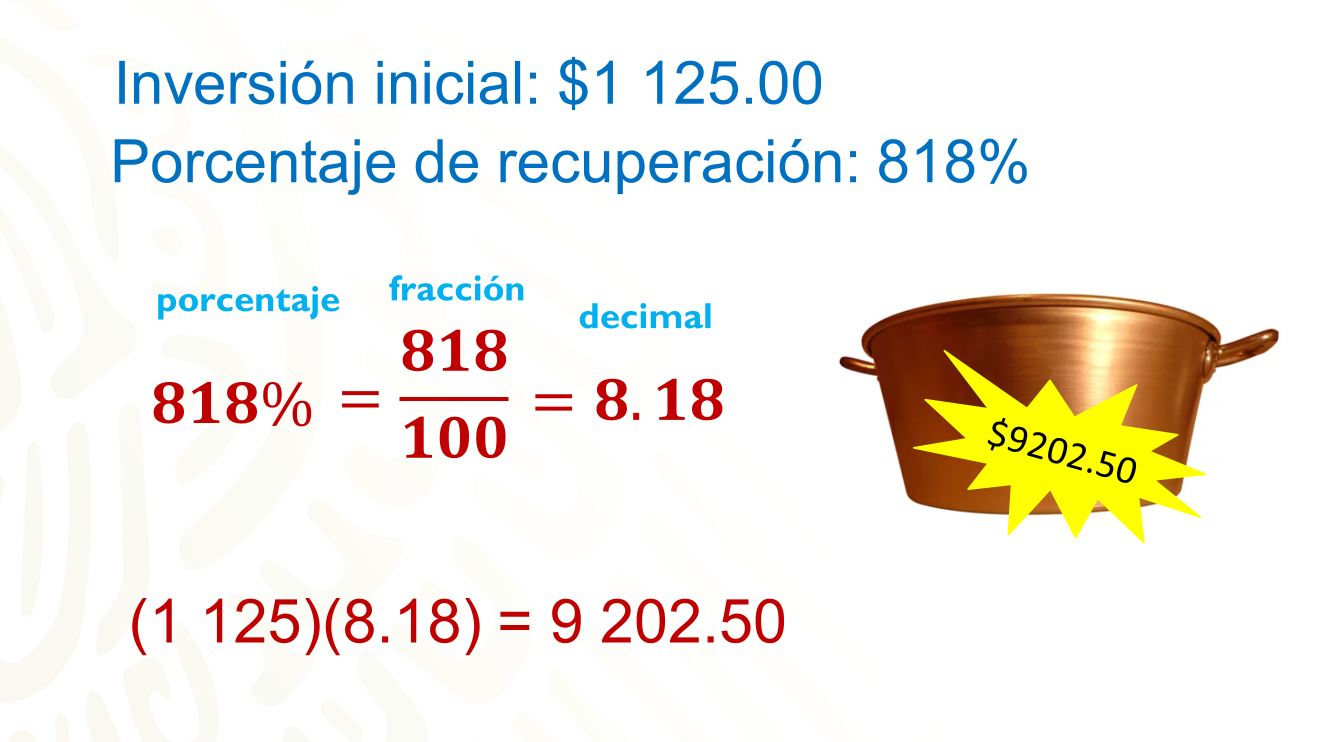 Inversión inicial: $1 125.00
Porcentaje de recuperación: 818%
porcentaje fracción decimal
818% = 818/100 = 8.18
$9202.50
(1 125)(8.18) = 9 202.50